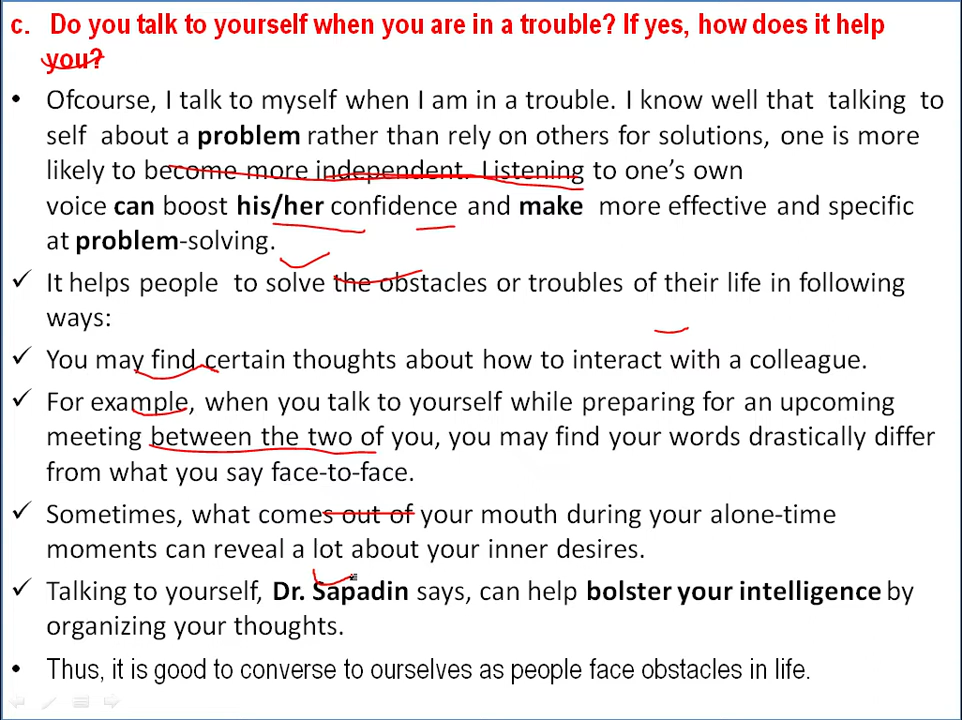 c. Do you talk to yourself when you are in a trouble? If yes, how does it help
you?
• Ofcourse, I talk to myself when I am in a trouble. I know well that talking to
self about a problem rather than rely on others for solutions, one is more
likely to become more independent. Listening to one's own
voice can boost his/her confidence and make more effective and specific
at problem-solving.
✓ It helps people to solve the obstacles or troubles of their life in following
ways:
✓ You may find certain thoughts about how to interact with a colleague.
✓ For example, when you talk to yourself while preparing for an upcoming
meeting between the two of you, you may find your words drastically differ
from what you say face-to-face.
✓ Sometimes, what comes out of your mouth during your alone-time
moments can reveal a lot about your inner desires.
✓ Talking to yourself, Dr. Sapadin says, can help bolster your intelligence by
organizing your thoughts.
• Thus, it is good to converse to ourselves as people face obstacles in life.